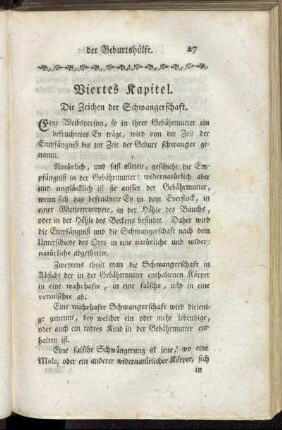 der Geburtshülfe. 27
Viertes Kapitel.
Die Zeichen der Schwangerschaft.
Eine Weibsperson, so in ihrer Gebährmutter ein
befruchtetes Ey trägt, wird von der Zeit der
Empfängniß bis zur Zeit der Geburt schwanger ge-
nannt.
Natürlich, und fast allezeit, geschiehet die Em-
pfängniß in der Gebährmutter: widernatürlich aber
und unglücklich ist sie ausser der Gebährmutter,
wenn sich das befruchtete Ey in dem Eyerstock, in
einer Muttertrompete, in der Höhle des Bauchs,
oder in der Höhle des Beckens befindet. Daher wird
die Empfängniß und die Schwangerschaft nach dem
Unterschiede des Orts in eine natürliche und wider-
natürliche abgetheilet.
Zweytens theilt man die Schwangerschaft in
Absicht der in der Gebährmutter enthaltenen Körper
in eine wahrhafte, in eine falsche, und in eine
vermischte ab.
Eine wahrhafte Schwangerschaft wird diejeni-
ge genennt, bey welcher ein oder mehr lebendige,
oder auch ein todtes Kind in der Gebährmutter ent-
halten ist.
Eine falsche Schwängerung ist jene, wo eine
Mola, oder ein anderer widernatürlicher Körper, sich
in